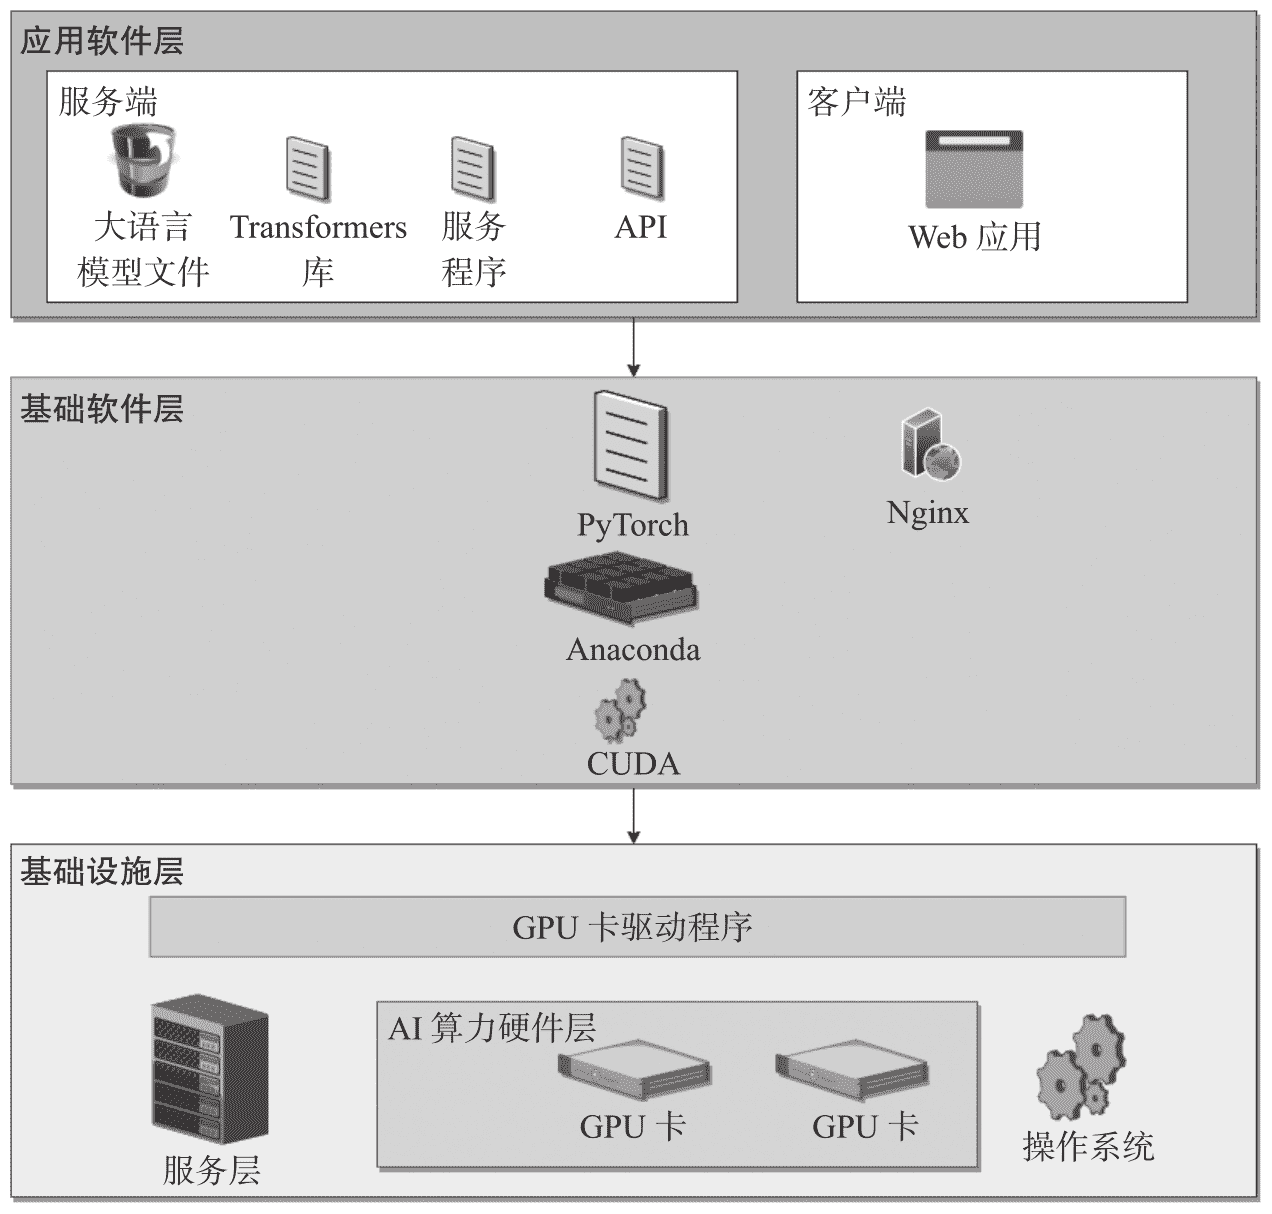 应用软件层
服务端
大语言
模型文件
Transformers
库
服务
程序
API
客户端
Web 应用
基础软件层
PyTorch
Nginx
Anaconda
CUDA
基础设施层
GPU 卡驱动程序
服务层
AI 算力硬件层
GPU 卡
GPU 卡
操作系统